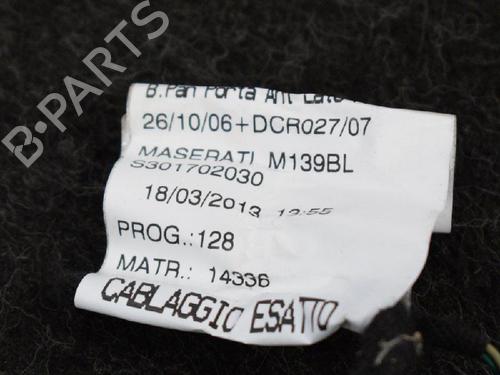 B-PARTS
B.Pan Porta Ant
26/10/06+DCR027/07
MASERATI M139BL
S301702030
18/03/2013 12:55
PROG.:128
MATR.: 14336
CABLAGGIO ESATTO